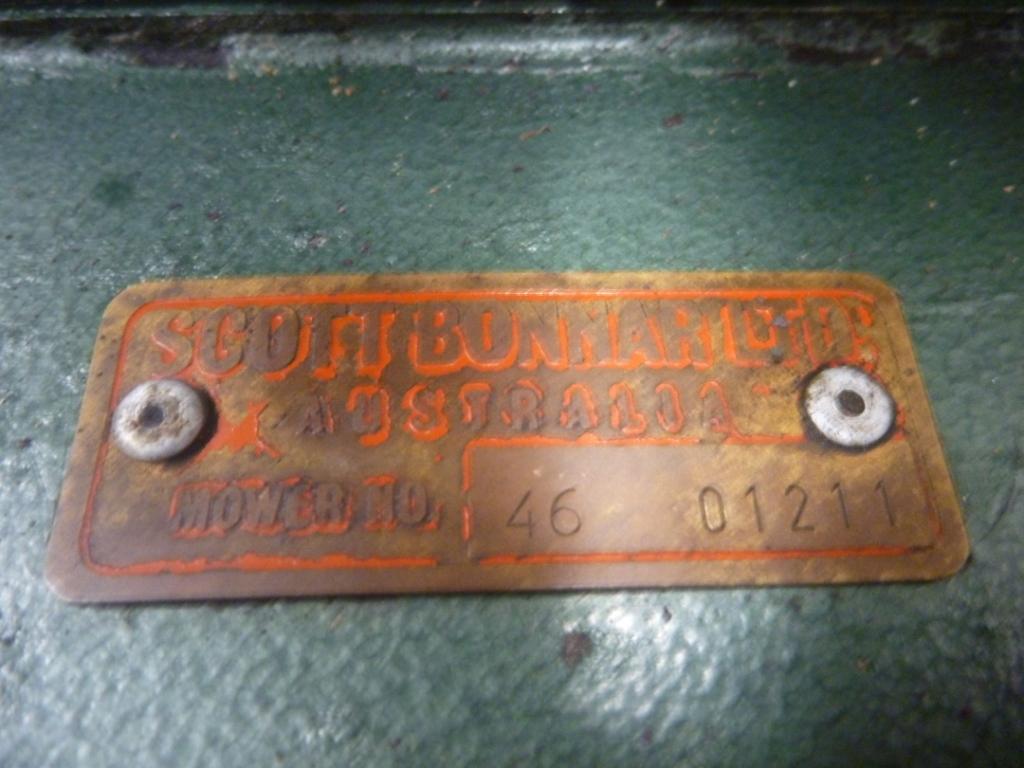 SCOTT BONNAR LTD.
AUSTRALIA
MOWER NO. 46 01211